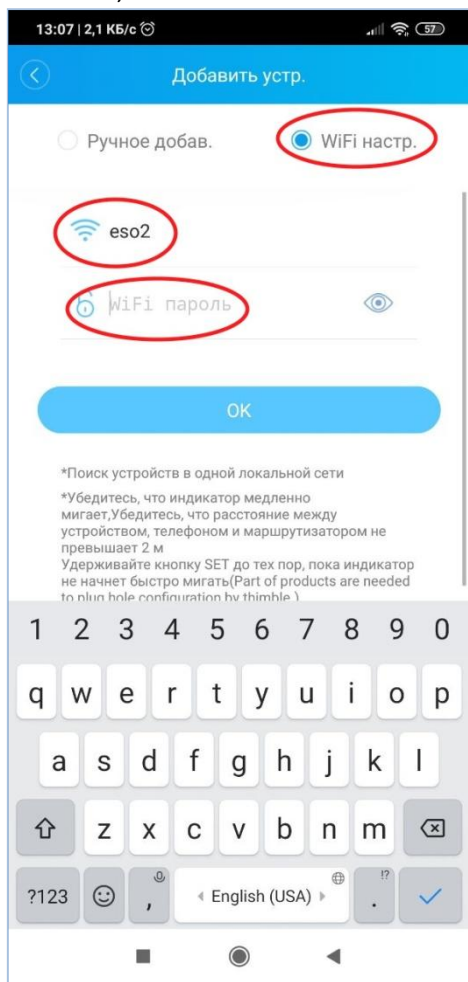 13:07 | 2,1 КБ/с
57
Добавить устр.
Ручное добав.
WiFi настр.
eso2
WiFi пароль
OK
*Поиск устройств в одной локальной сети
*Убедитесь, что индикатор медленно
мигает,Убедитесь, что расстояние между
устройством, телефоном и маршрутизатором не
превышает 2 м
Удерживайте кнопку SET до тех пор, пока индикатор
не начнет быстро мигать(Part of products are needed
to plug hole configuration by thimble.)
1 2 3 4 5 6 7 8 9 0
q w e r t y u i o p
a s d f g h j k l
z x c v b n m
?123 , English (USA) . !?